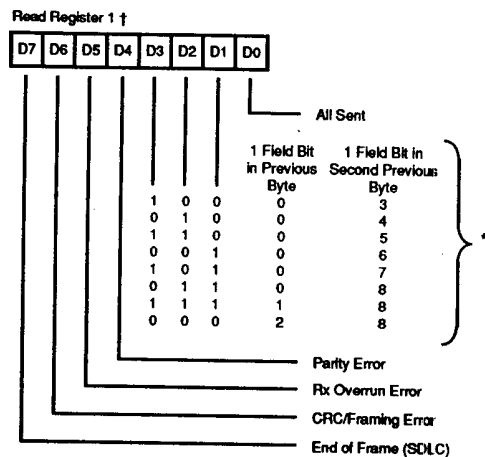 Read Register 1 †
D7 D6 D5 D4 D3 D2 D1 D0
All Sent
1 Field Bit in Previous Byte
1 Field Bit in Second Previous Byte
1 0 0 0 3
0 1 0 0 4
1 1 0 0 5
0 0 1 0 6
1 0 1 0 7
0 1 1 0 8
1 1 1 1 8
0 0 0 2 8
*
Parity Error
Rx Overrun Error
CRC/Framing Error
End of Frame (SDLC)